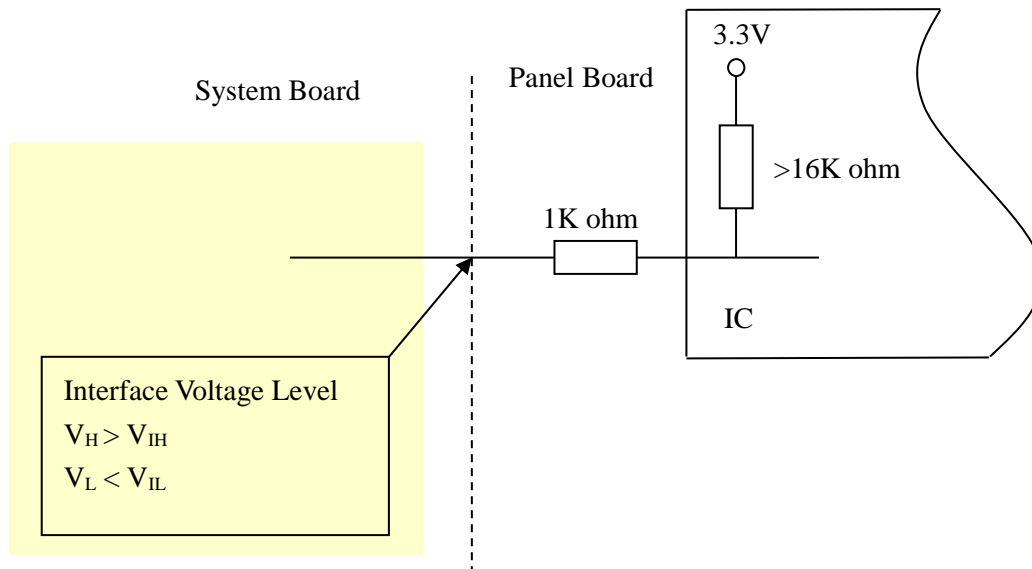 3.3V
System Board
Panel Board
>16K ohm
1K ohm
IC
Interface Voltage Level
VH > VIH
VL < VIL